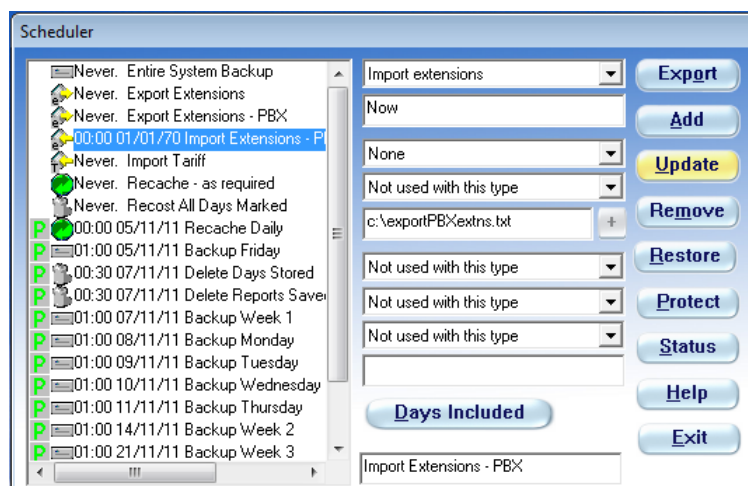 Scheduler
Never. Entire System Backup
Never. Export Extensions
Never. Export Extensions - PBX
00:00 01/01/70 Import Extensions - P
Never. Import Tariff
Never. Recache - as required
Never. Recost All Days Marked
P 00:00 05/11/11 Recache Daily
P 01:00 05/11/11 Backup Friday
P 00:30 07/11/11 Delete Days Stored
P 00:30 07/11/11 Delete Reports Save
P 01:00 07/11/11 Backup Week 1
P 01:00 08/11/11 Backup Monday
P 01:00 09/11/11 Backup Tuesday
P 01:00 10/11/11 Backup Wednesday
P 01:00 11/11/11 Backup Thursday
P 01:00 14/11/11 Backup Week 2
P 01:00 21/11/11 Backup Week 3
Import extensions
Now
None
Not used with this type
c:\exportPBXextns.txt
+
Not used with this type
Not used with this type
Not used with this type
Days Included
Import Extensions - PBX
Export
Add
Update
Remove
Restore
Protect
Status
Help
Exit